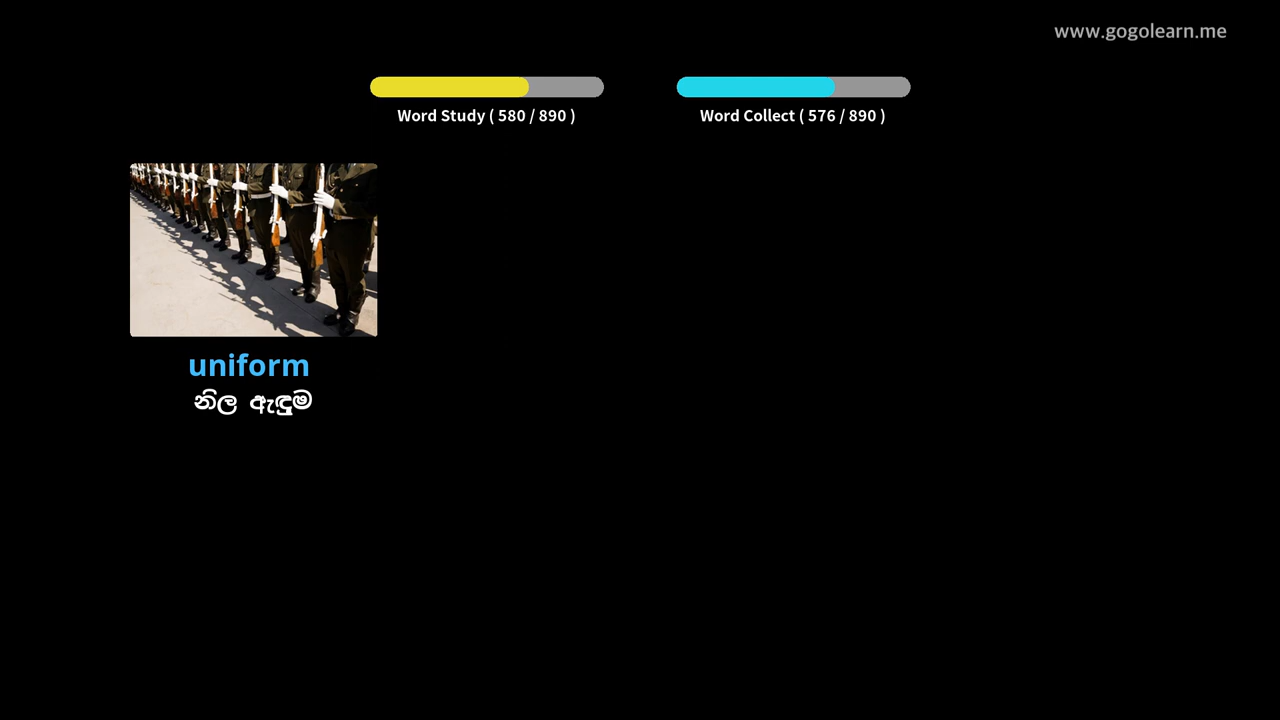 www.gogolearn.me
Word Study ( 580 / 890 )
Word Collect ( 576 / 890 )
uniform
නිල ඇඳුම